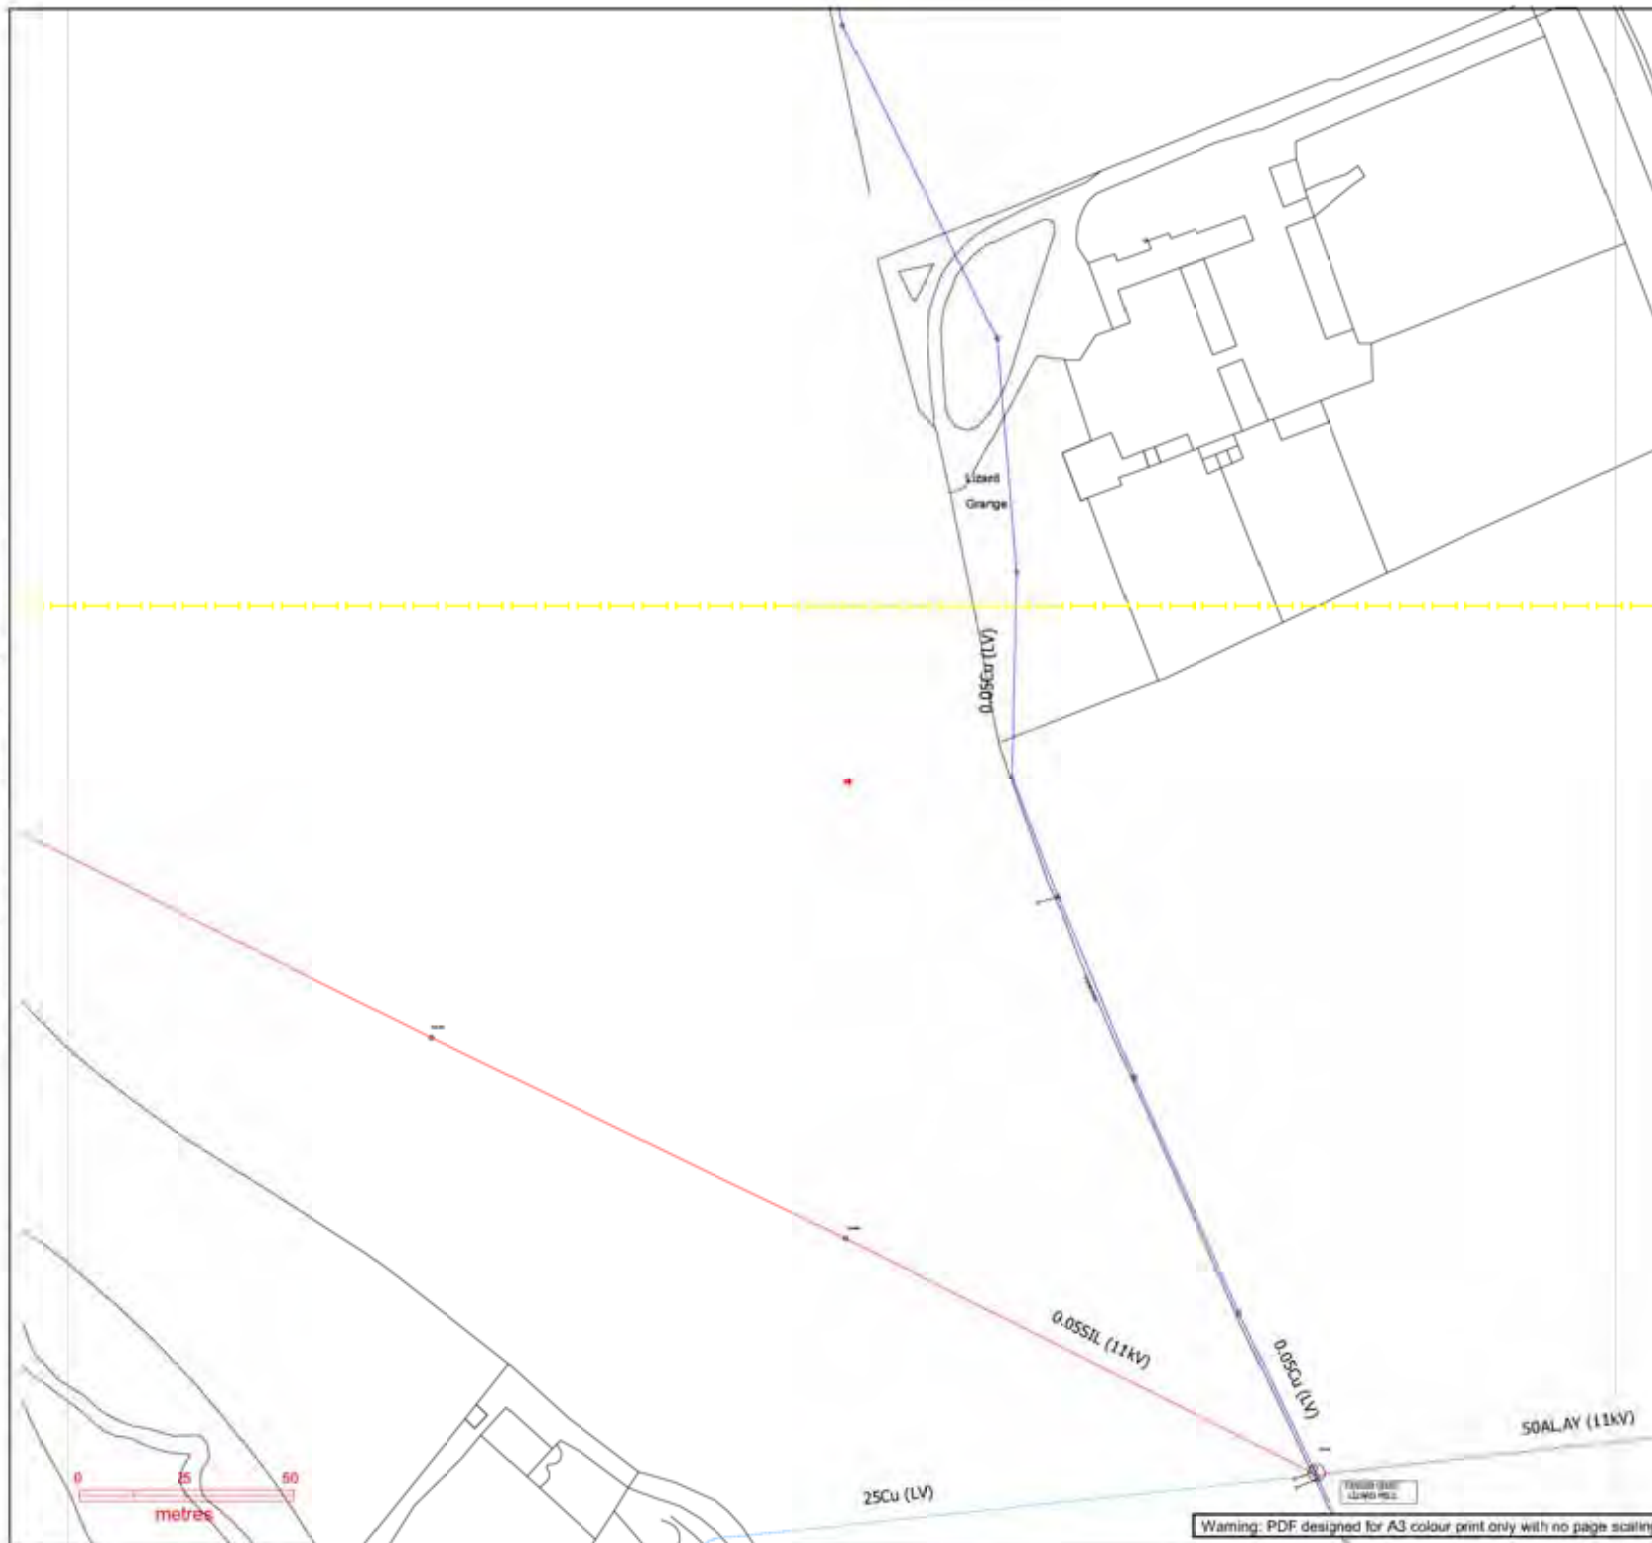 Lizard
Grange
0.05Cu (LV)
0.05SIL (11kV)
0.05Cu (LV)
50AL,AY (11kV)
25Cu (LV)
0 25 50
metres
Warning: PDF designed for A3 colour print only with no page scaling